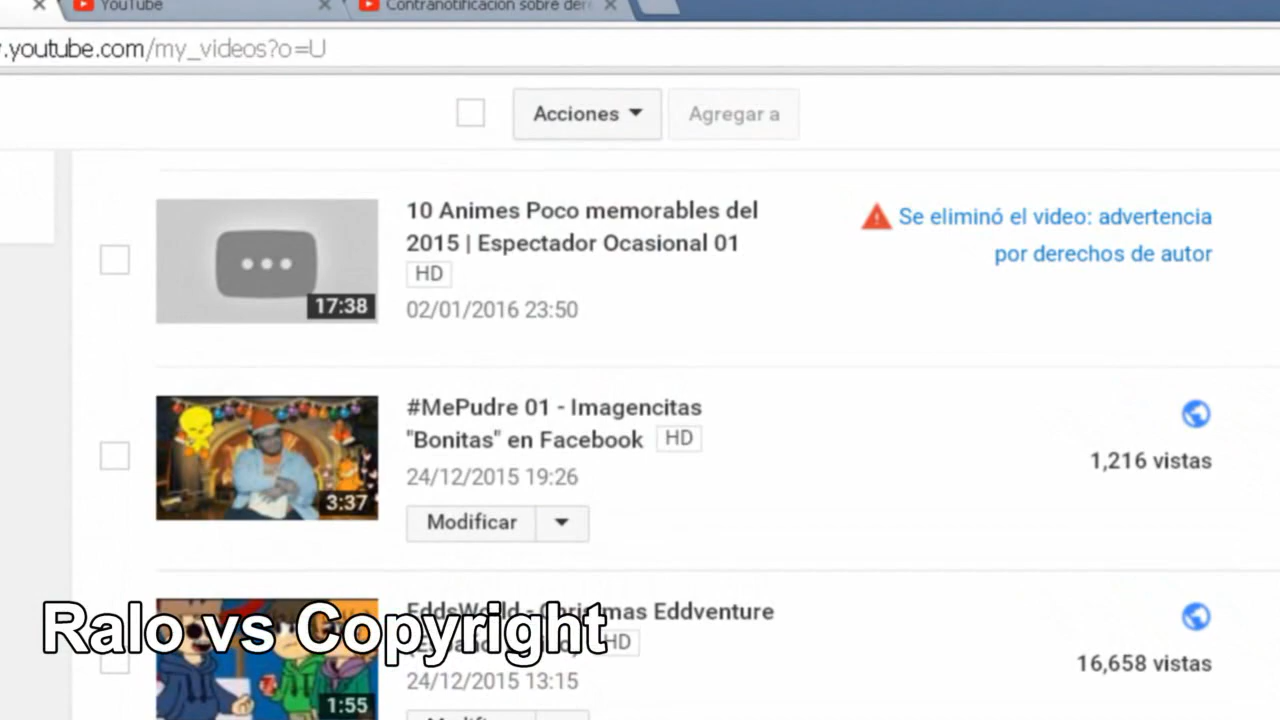 YouTube
Contranotificación sobre der
.youtube.com/my_videos?o=U
Acciones
Agregar a
10 Animes Poco memorables del
2015 | Espectador Ocasional 01
HD
02/01/2016 23:50
17:38
Se eliminó el video: advertencia
por derechos de autor
#MePudre 01 - Imagencitas
"Bonitas" en Facebook HD
24/12/2015 19:26
3:37
Modificar
1,216 vistas
EddsWorld - Christmas Eddventure
HD
24/12/2015 13:15
1:55
16,658 vistas
Ralo vs Copyright